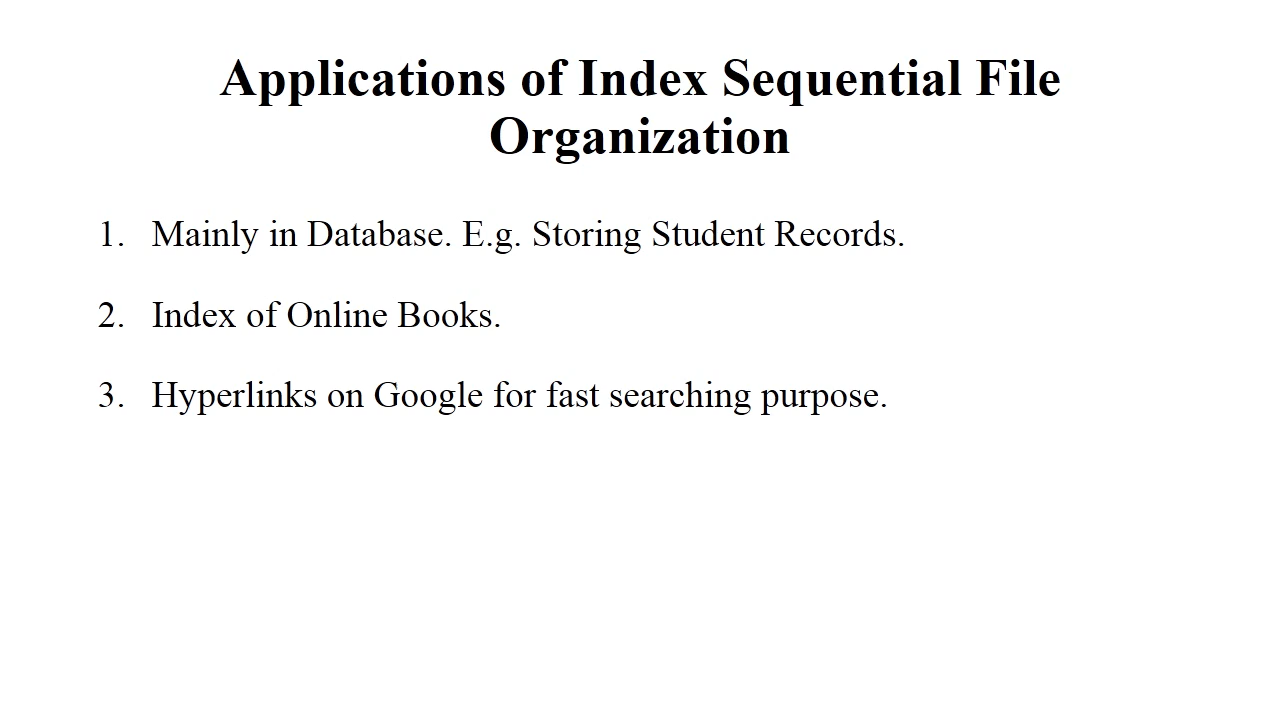 Applications of Index Sequential File
Organization
1. Mainly in Database. E.g. Storing Student Records.
2. Index of Online Books.
3. Hyperlinks on Google for fast searching purpose.